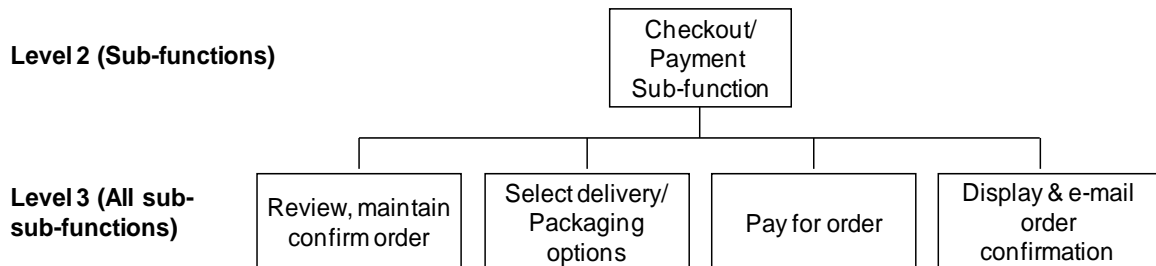 Checkout/
Payment
Sub-function
Level 2 (Sub-functions)
Level 3 (All sub-
sub-functions)
Review, maintain
confirm order
Select delivery/
Packaging
options
Pay for order
Display & e-mail
order
confirmation